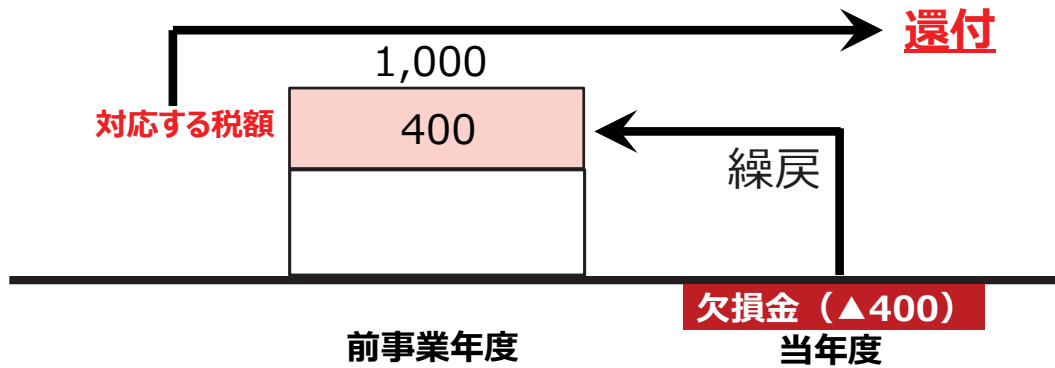 還付
1,000
対応する税額
400
繰戻
欠損金（▲400）
前事業年度
当年度